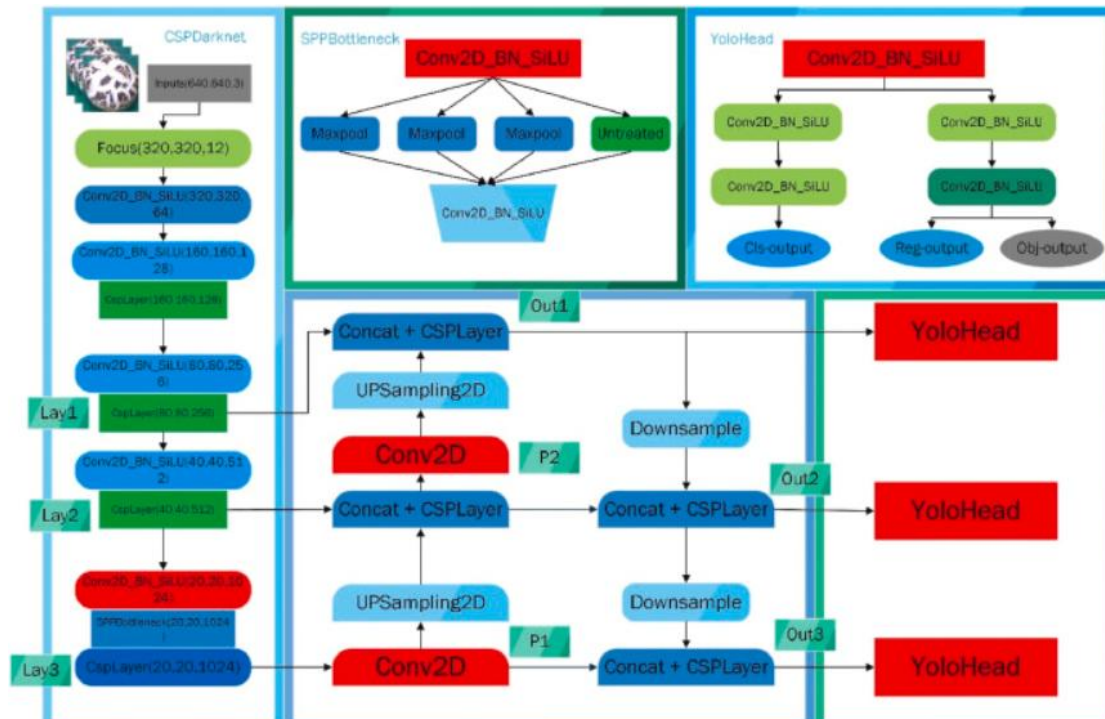 CSPDarknet
Inputs(640,640,3)
Focus(320,320,12)
Conv2D_BN_SiLU(320,320,
64)
Conv2D_BN_SiLU(160,160,1
28)
CspLayer(160,160,128)
Conv2D_BN_SiLU(80,80,25
6)
Lay1
CspLayer(80,80,256)
Conv2D_BN_SiLU(40,40,51
2)
Lay2
CspLayer(40,40,512)
Conv2D_BN_SiLU(20,20,10
24)
SPPBottleneck(20,20,1024
)
Lay3
CspLayer(20,20,1024)
SPPBottleneck
Conv2D_BN_SiLU
Maxpool
Maxpool
Maxpool
Untreated
Conv2D_BN_SiLU
YoloHead
Conv2D_BN_SiLU
Conv2D_BN_SiLU
Conv2D_BN_SiLU
Conv2D_BN_SiLU
Conv2D_BN_SiLU
Cls-output
Reg-output
Obj-output
Out1
Concat + CSPLayer
YoloHead
UPSampling2D
Downsample
Conv2D
P2
Out2
Concat + CSPLayer
Concat + CSPLayer
YoloHead
UPSampling2D
Downsample
P1
Out3
Conv2D
Concat + CSPLayer
YoloHead